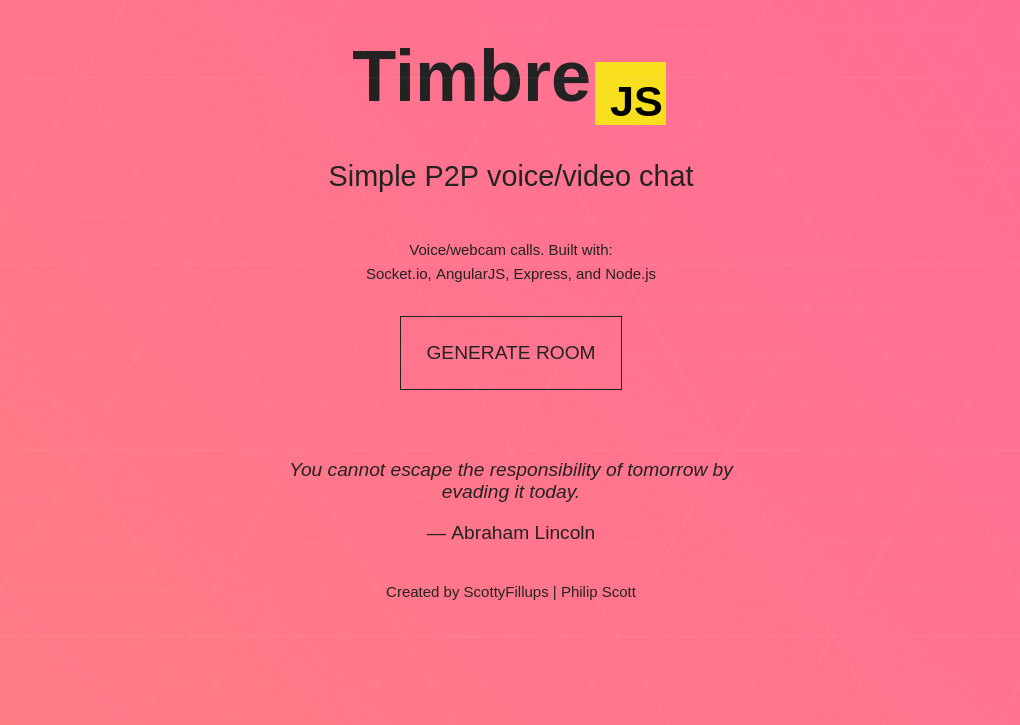 Timbre JS
Simple P2P voice/video chat
Voice/webcam calls. Built with:
Socket.io, AngularJS, Express, and Node.js
GENERATE ROOM
You cannot escape the responsibility of tomorrow by
evading it today.
— Abraham Lincoln
Created by ScottyFillups | Philip Scott